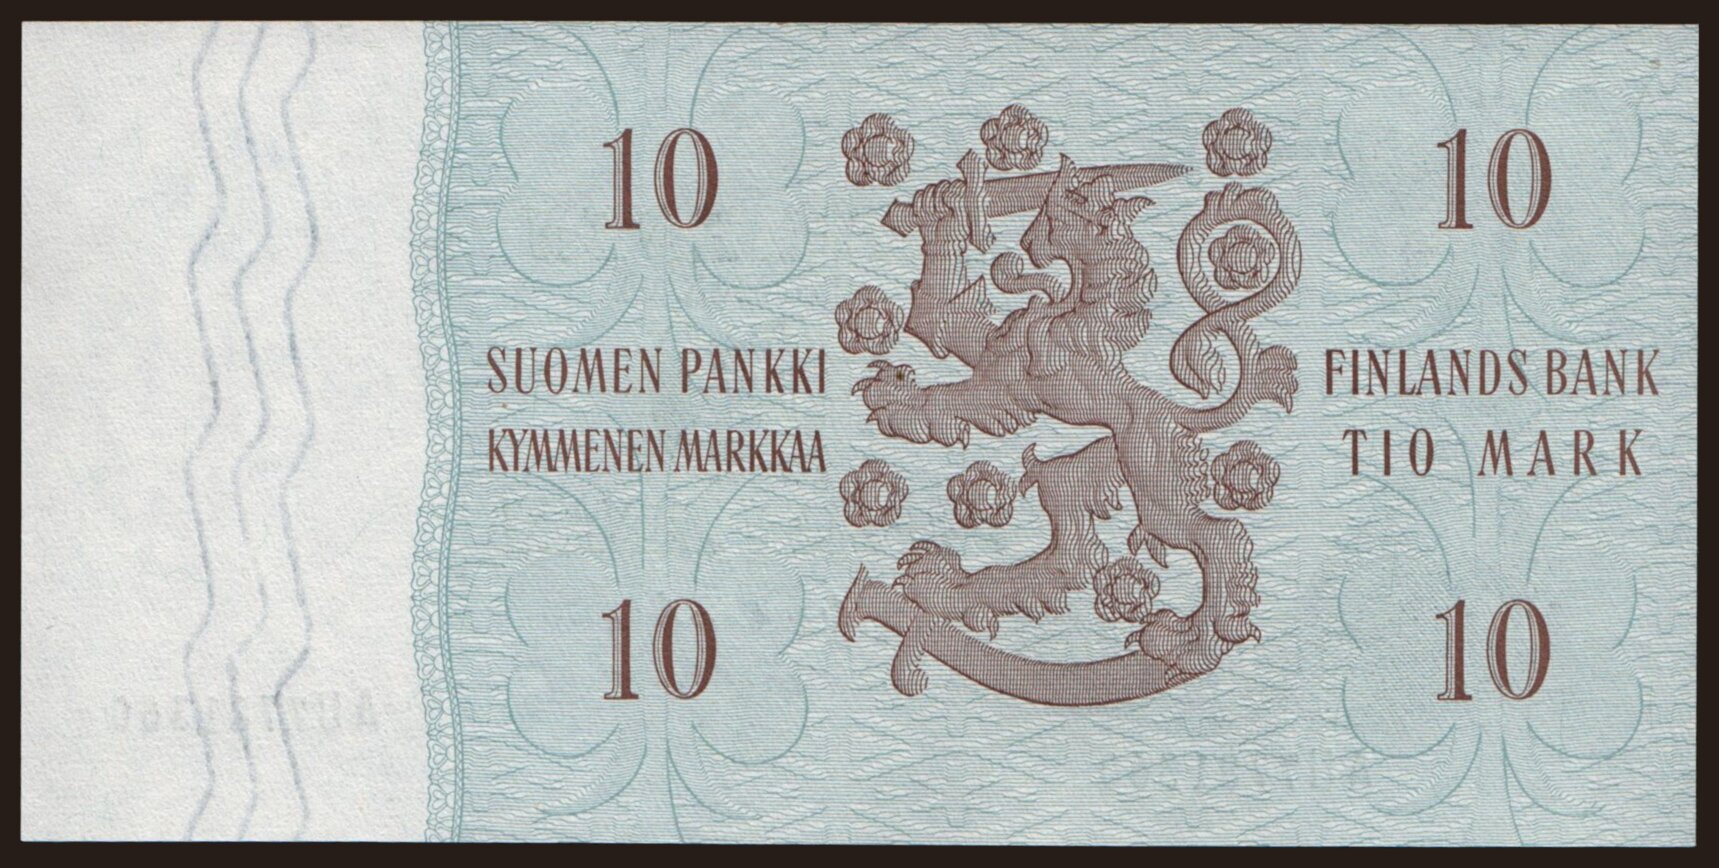 10 10
SUOMEN PANKKI FINLANDS BANK
KYMMENEN MARKKAA TIO MARK
10 10